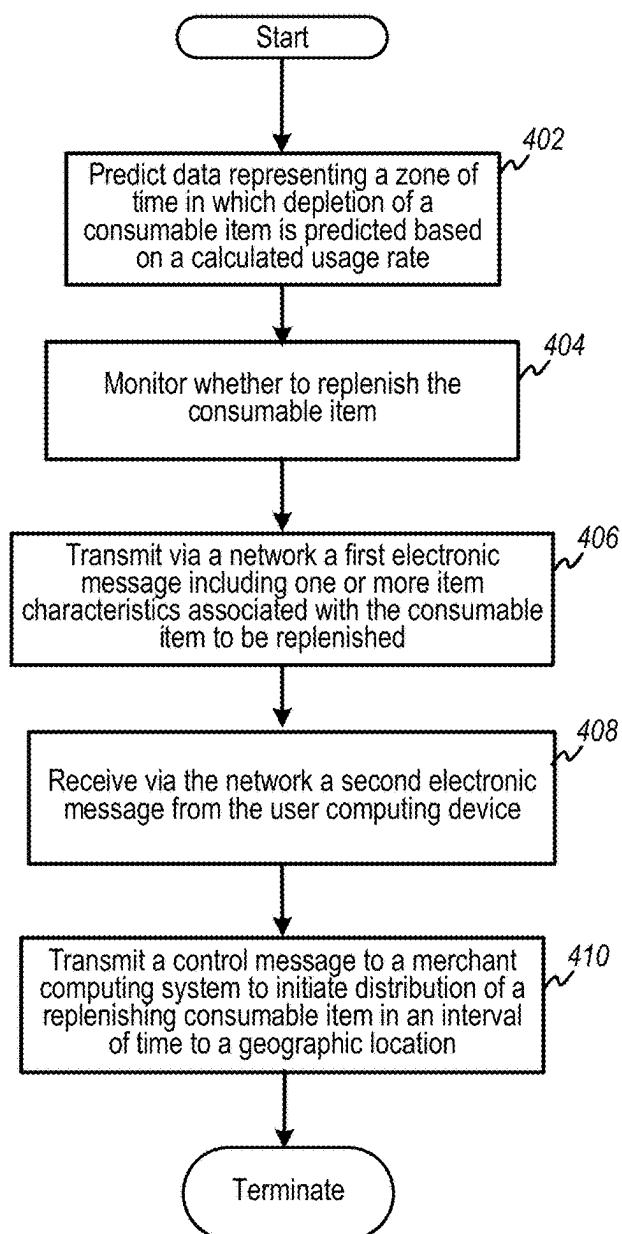 Start
402
Predict data representing a zone of
time in which depletion of a
consumable item is predicted based
on a calculated usage rate
404
Monitor whether to replenish the
consumable item
406
Transmit via a network a first electronic
message including one or more item
characteristics associated with the consumable
item to be replenished
408
Receive via the network a second electronic
message from the user computing device
410
Transmit a control message to a merchant
computing system to initiate distribution of a
replenishing consumable item in an interval
of time to a geographic location
Terminate